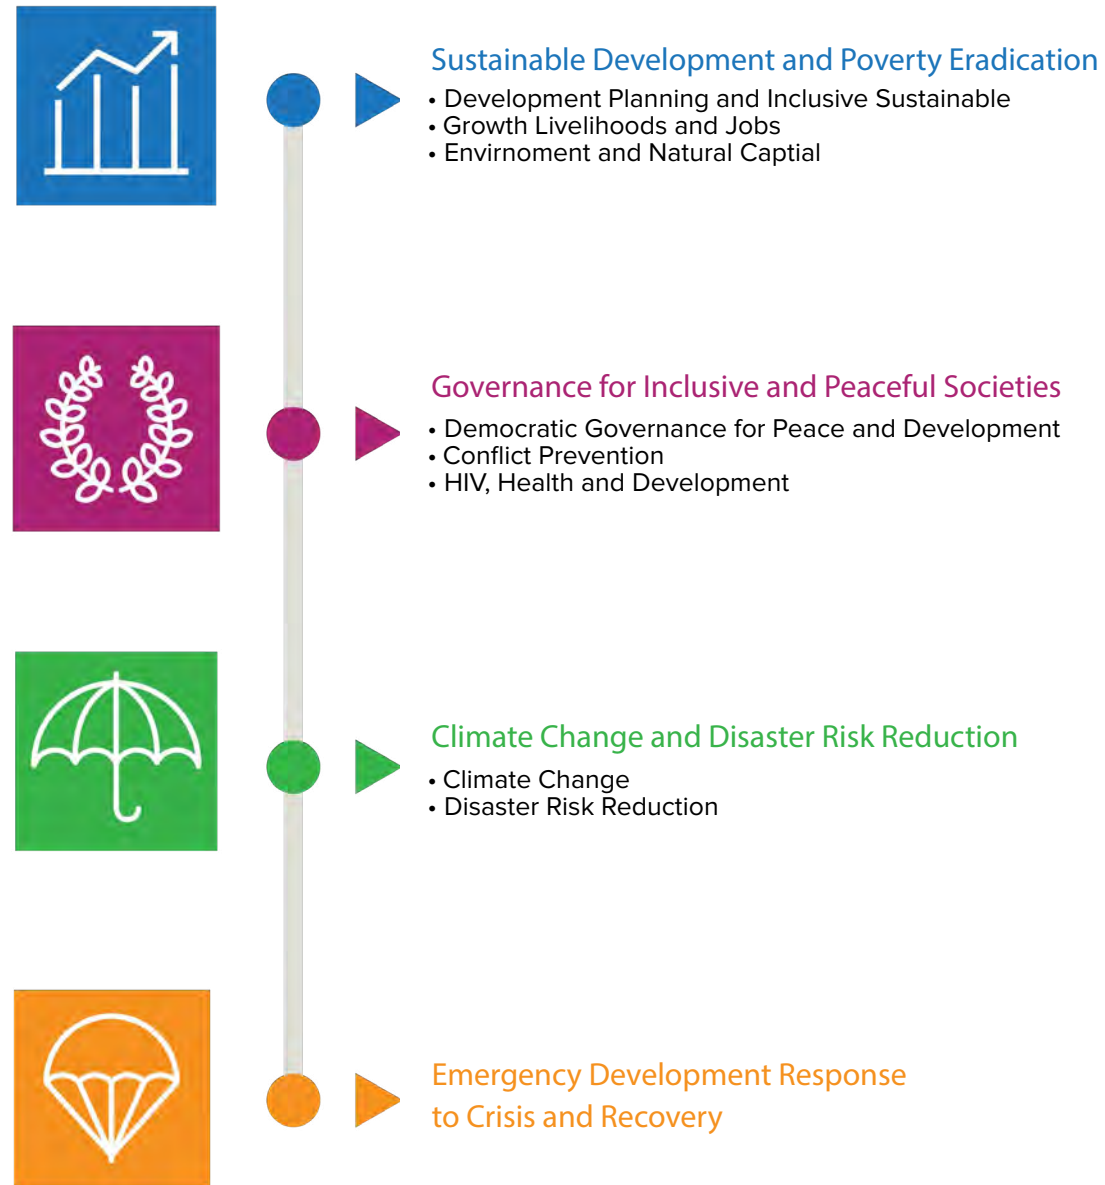 Sustainable Development and Poverty Eradication
• Development Planning and Inclusive Sustainable
• Growth Livelihoods and Jobs
• Envirnoment and Natural Captial
Governance for Inclusive and Peaceful Societies
• Democratic Governance for Peace and Development
• Conflict Prevention
• HIV, Health and Development
Climate Change and Disaster Risk Reduction
• Climate Change
• Disaster Risk Reduction
Emergency Development Response
to Crisis and Recovery